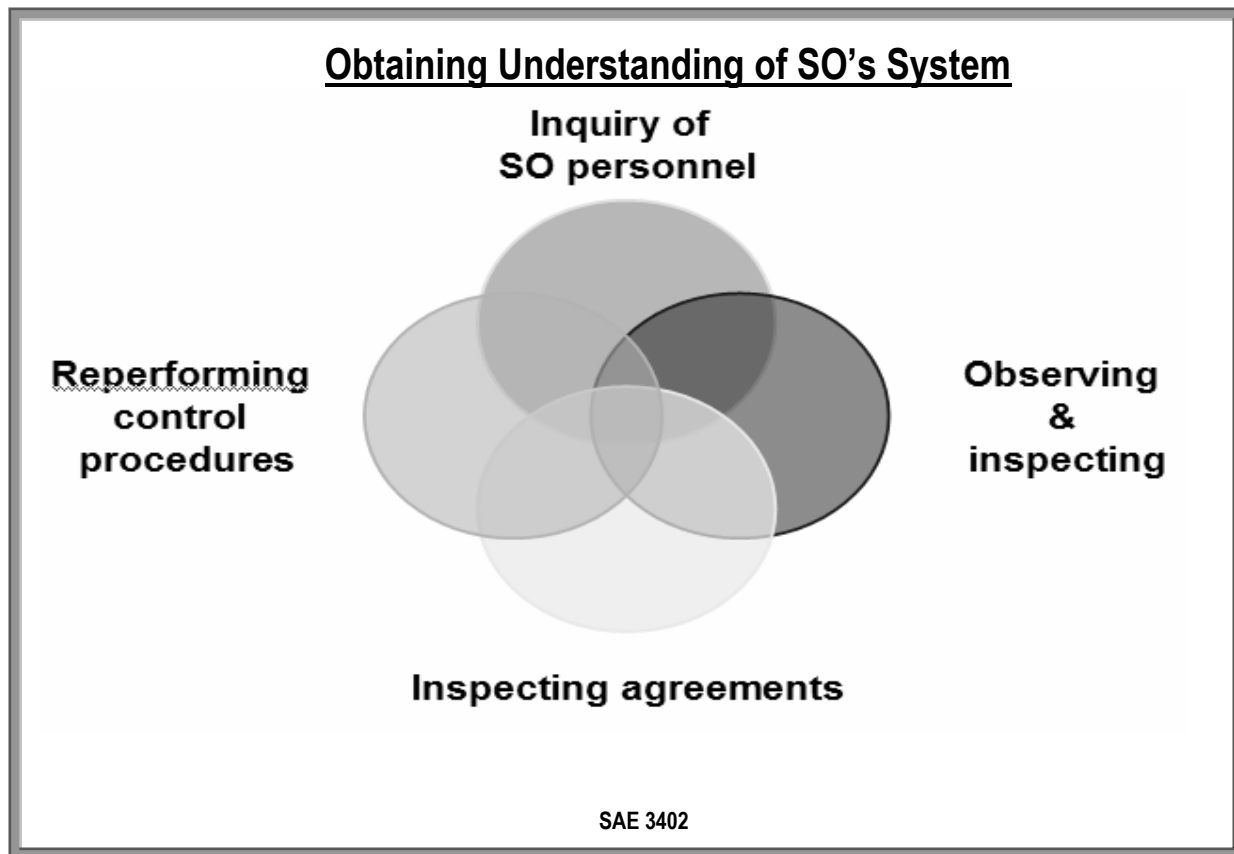 Obtaining Understanding of SO's System
Inquiry of
SO personnel
Reperforming
control
procedures
Observing
&
inspecting
Inspecting agreements
SAE 3402